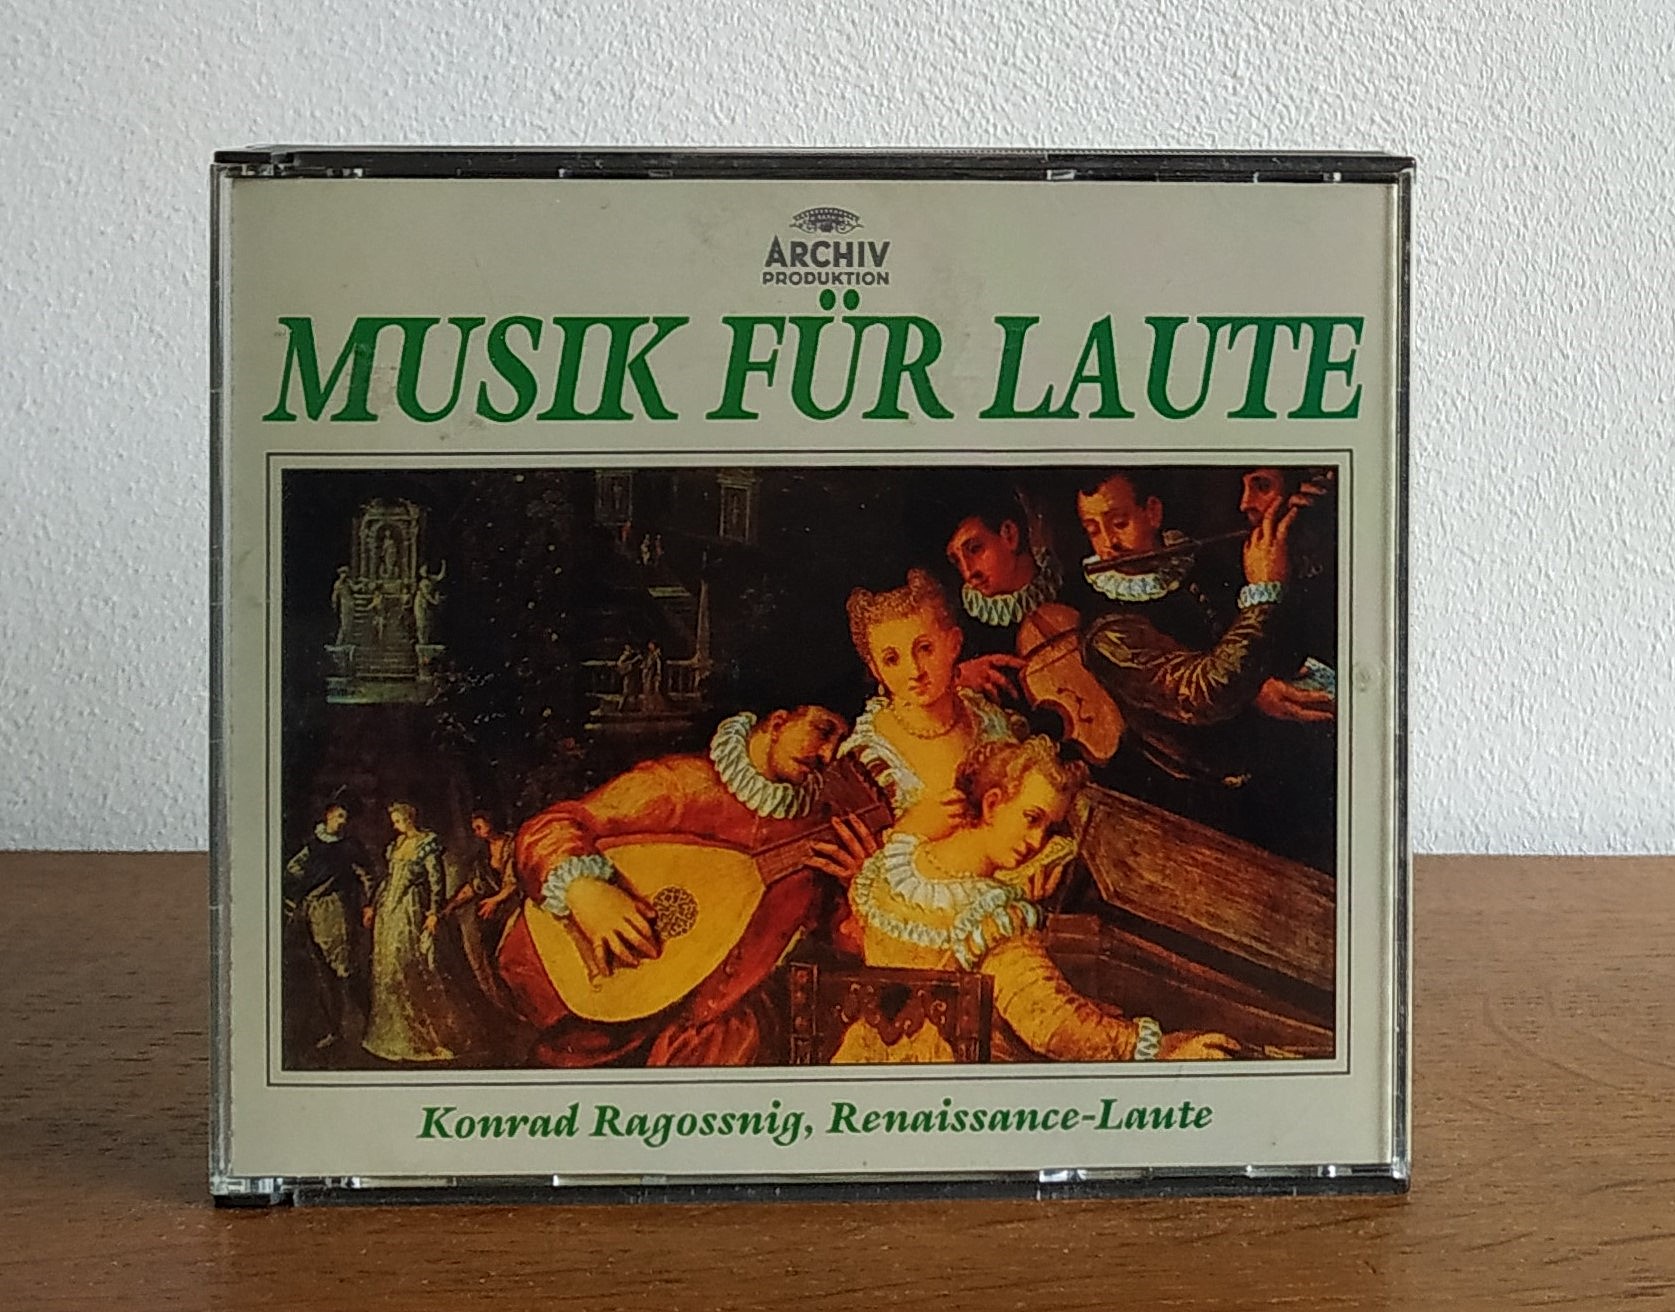 ARCHIV
PRODUKTION
MUSIK FÜR LAUTE
Konrad Ragossnig, Renaissance-Laute